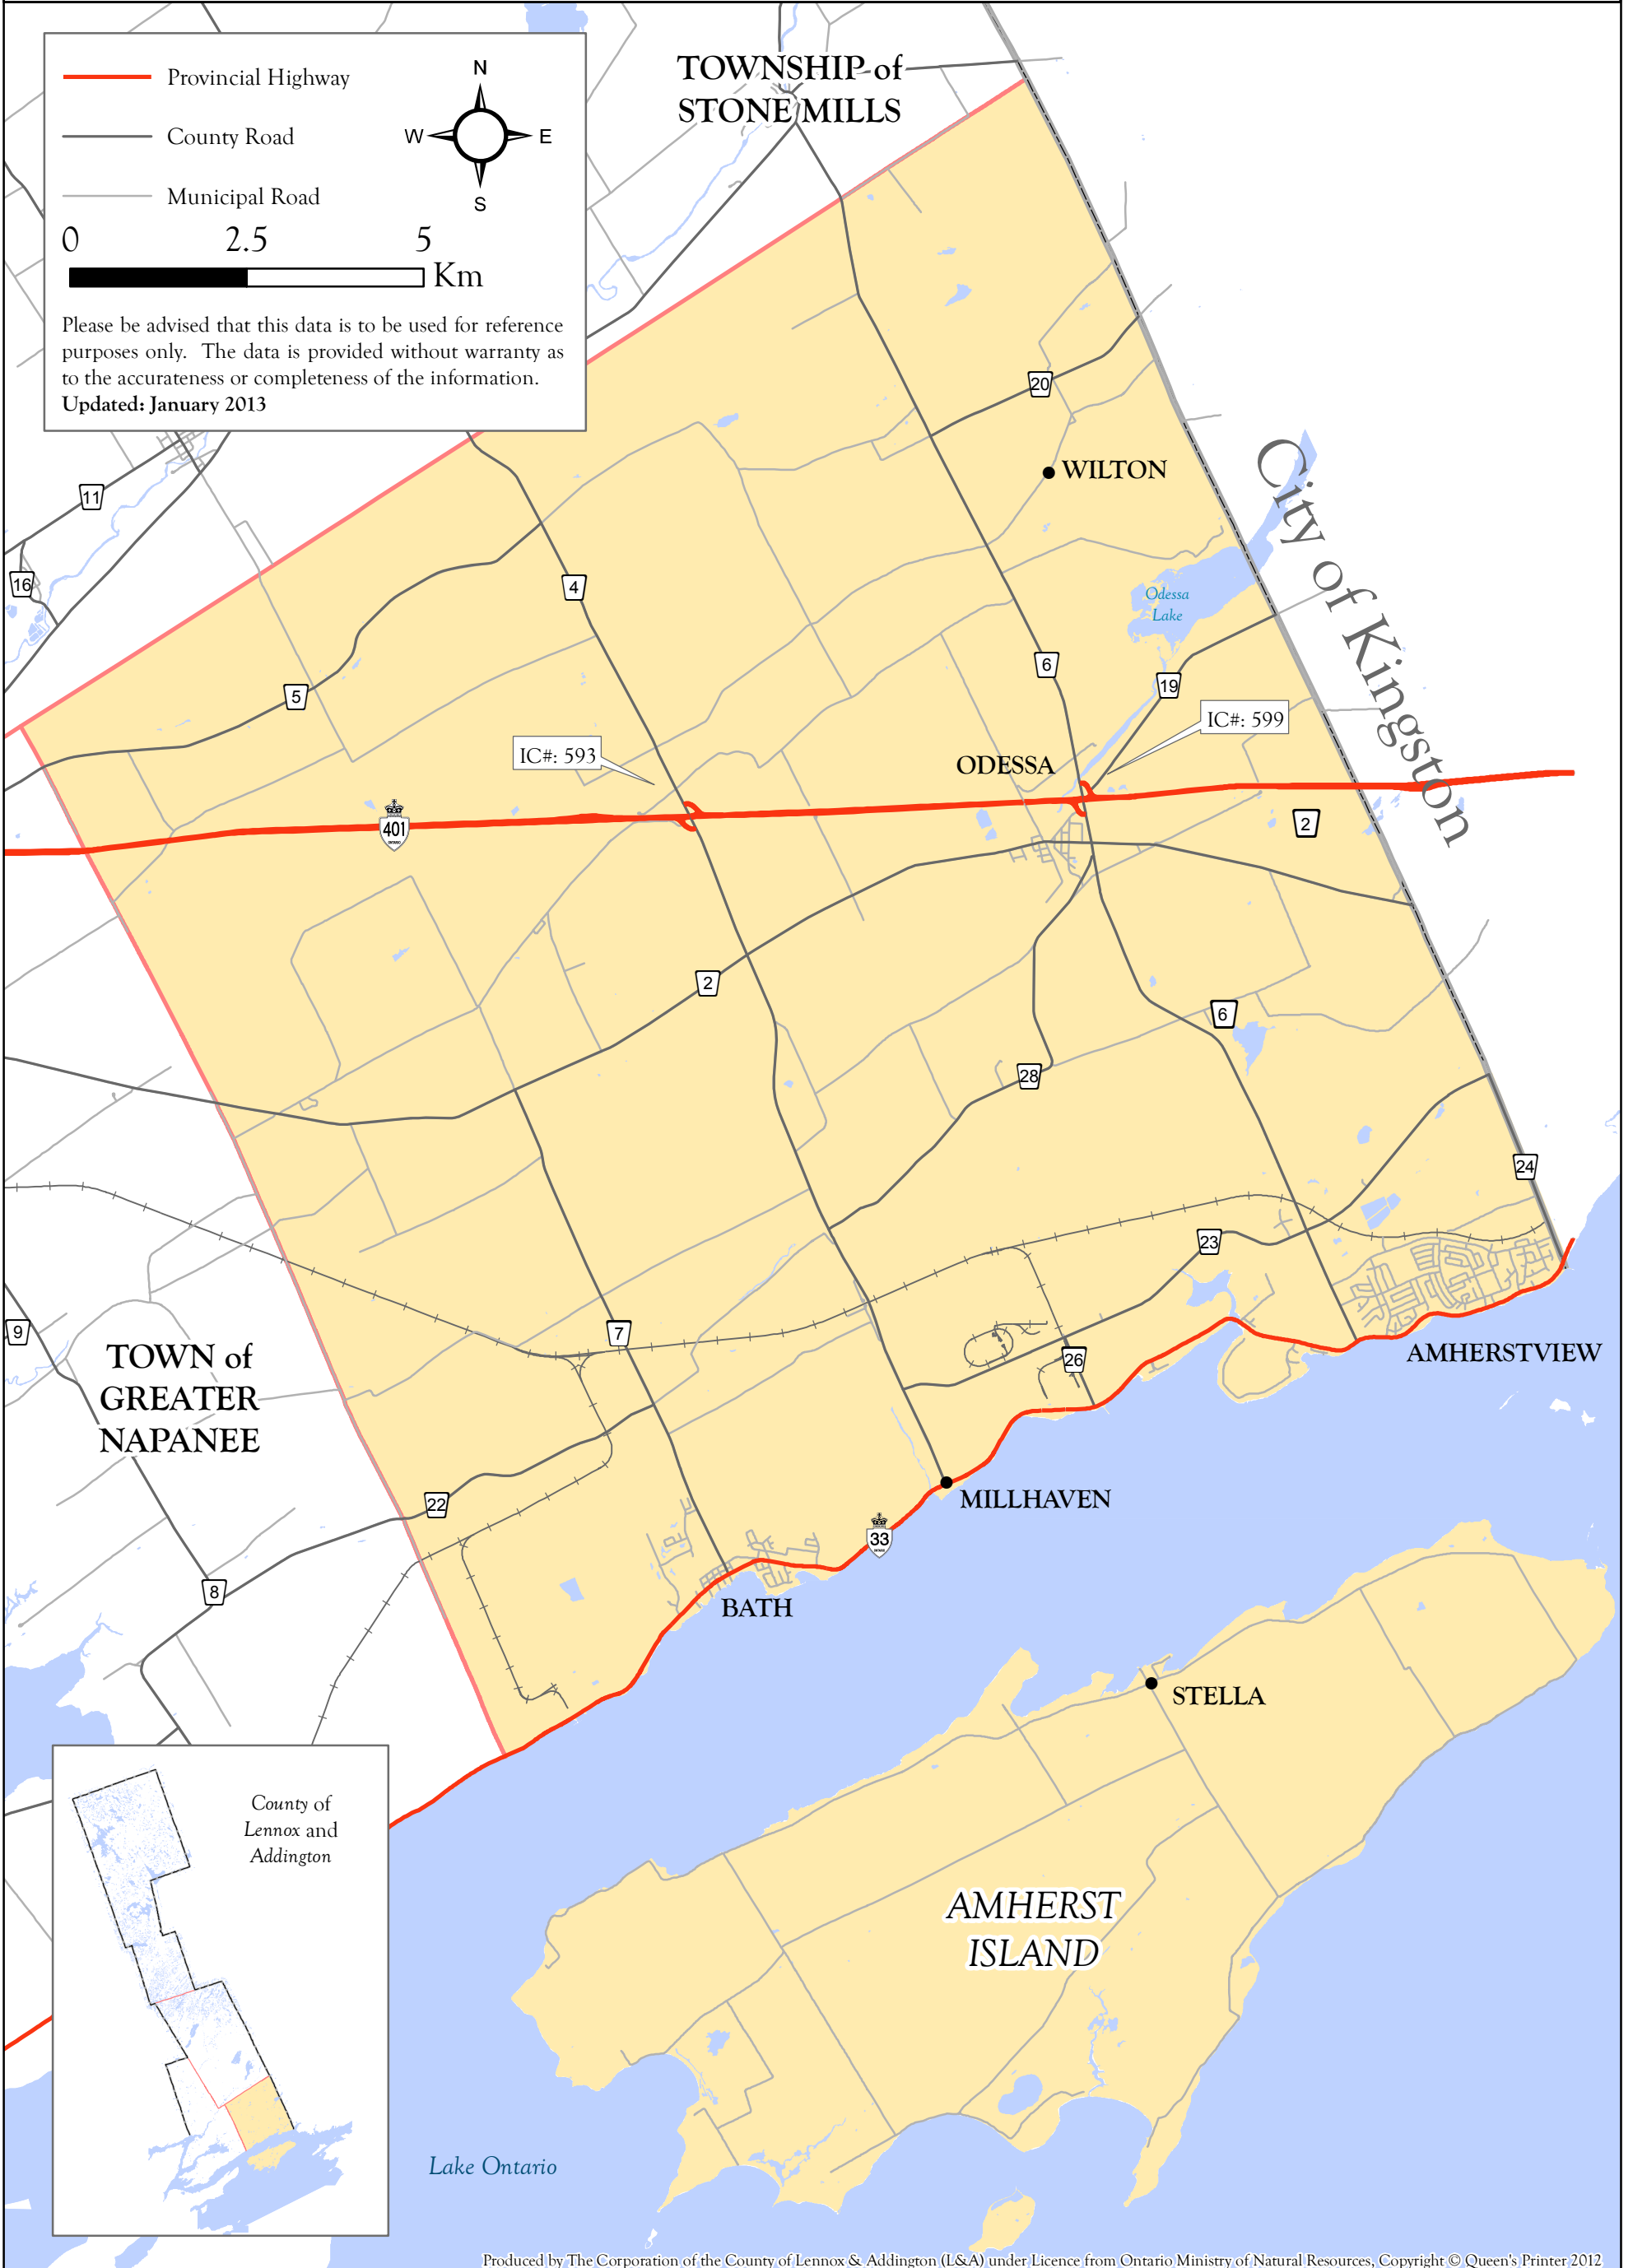 Provincial Highway
County Road
Municipal Road
N
W
E
S
0
2.5
5
Km
Please be advised that this data is to be used for reference
purposes only. The data is provided without warranty as
to the accurateness or completeness of the information.
Updated: January 2013
TOWNSHIP of
STONE MILLS
20
WILTON
11
16
4
City of Kingston
Odessa
Lake
6
19
5
IC#: 599
IC#: 593
ODESSA
401
2
2
6
28
24
23
9
7
26
TOWN of
GREATER
NAPANEE
AMHERSTVIEW
22
MILLHAVEN
33
8
BATH
STELLA
County of
Lennox and
Addington
AMHERST
ISLAND
Lake Ontario
Produced by The Corporation of the County of Lennox & Addington (L&A) under Licence from Ontario Ministry of Natural Resources, Copyright © Queen's Printer 2012